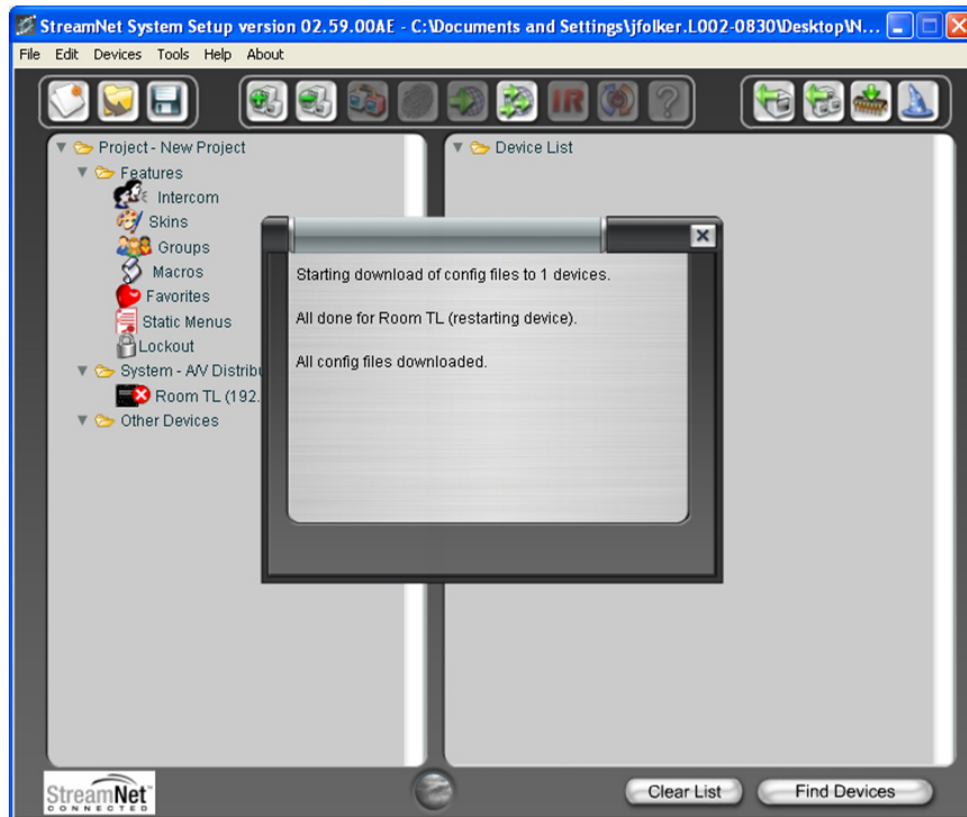 StreamNet System Setup version 02.59.00AE - C:\Documents and Settings\jfolker.L002-0830\Desktop\N...
File Edit Devices Tools Help About
IR
?
Project - New Project
Features
Intercom
Skins
Groups
Macros
Favorites
Static Menus
Lockout
System - A/V Distribu
Room TL (192.
Other Devices
Device List
Starting download of config files to 1 devices.
All done for Room TL (restarting device).
All config files downloaded.
StreamNet
CONNECTED
Clear List
Find Devices